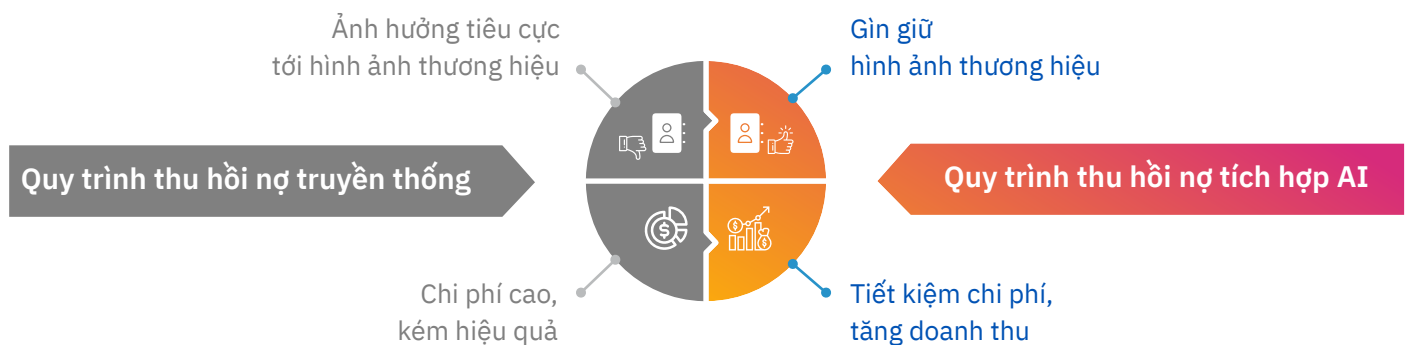 Ảnh hưởng tiêu cực
tới hình ảnh thương hiệu
Gìn giữ
hình ảnh thương hiệu
Quy trình thu hồi nợ truyền thống
Quy trình thu hồi nợ tích hợp AI
Chi phí cao,
kém hiệu quả
Tiết kiệm chi phí,
tăng doanh thu